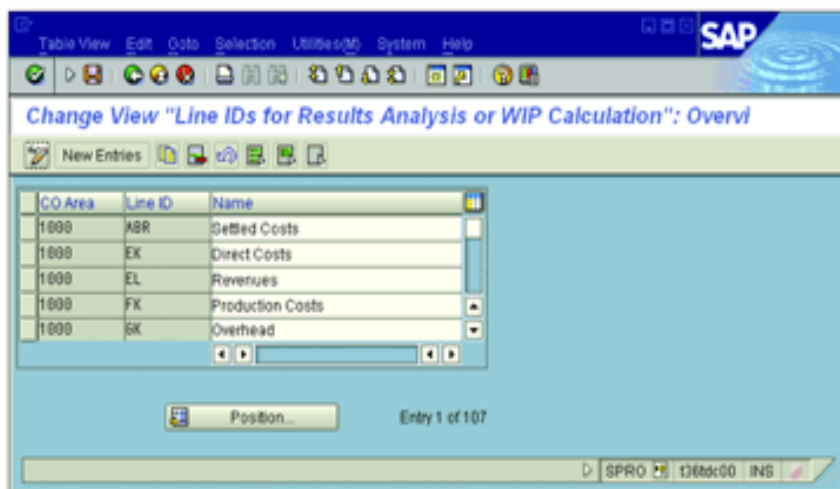 Table View Edit Goto Selection Utilities(M) System Help
SAP
Change View "Line IDs for Results Analysis or WIP Calculation": Overvi
New Entries
CO Area Line ID Name
1000 ABR Settled Costs
1000 EK Direct Costs
1000 EL Revenues
1000 FK Production Costs
1000 GK Overhead
Position... Entry 1 of 107
SPRO INS